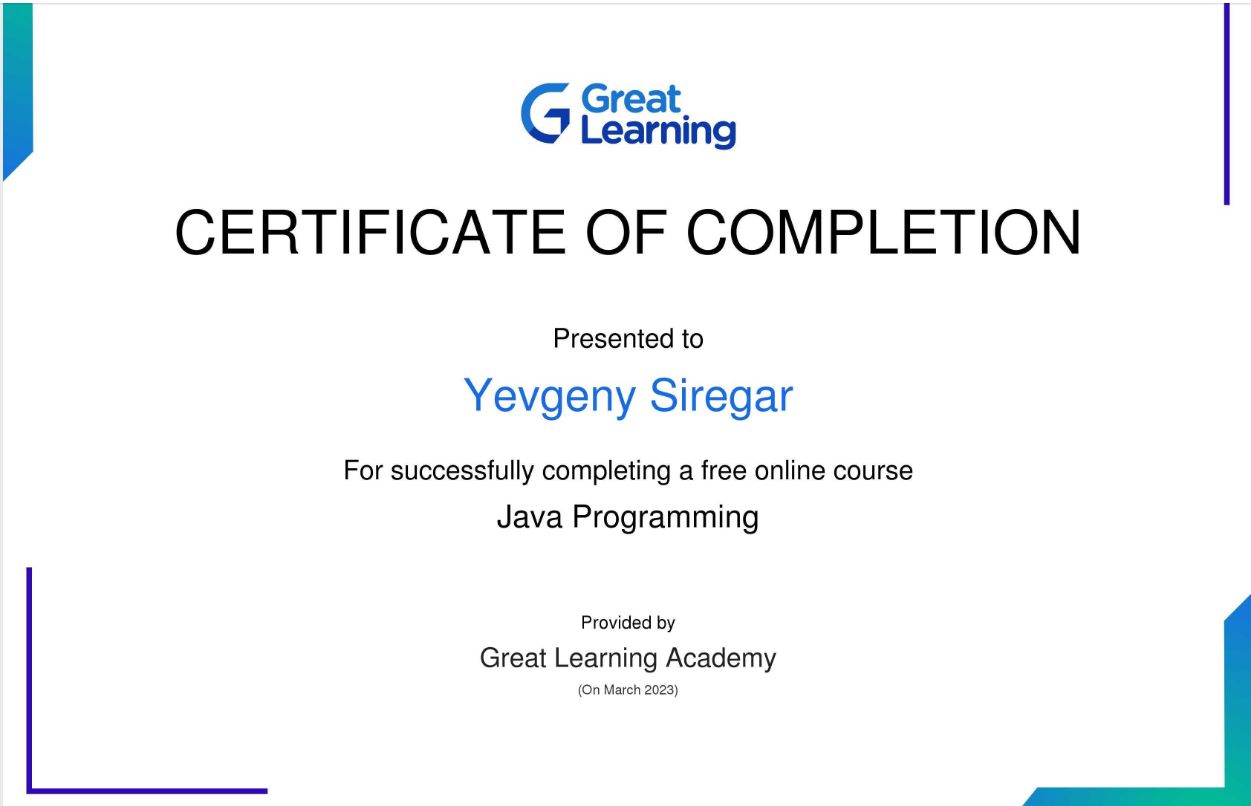 Great
Learning
CERTIFICATE OF COMPLETION
Presented to
Yevgeny Siregar
For successfully completing a free online course
Java Programming
Provided by
Great Learning Academy
(On March 2023)